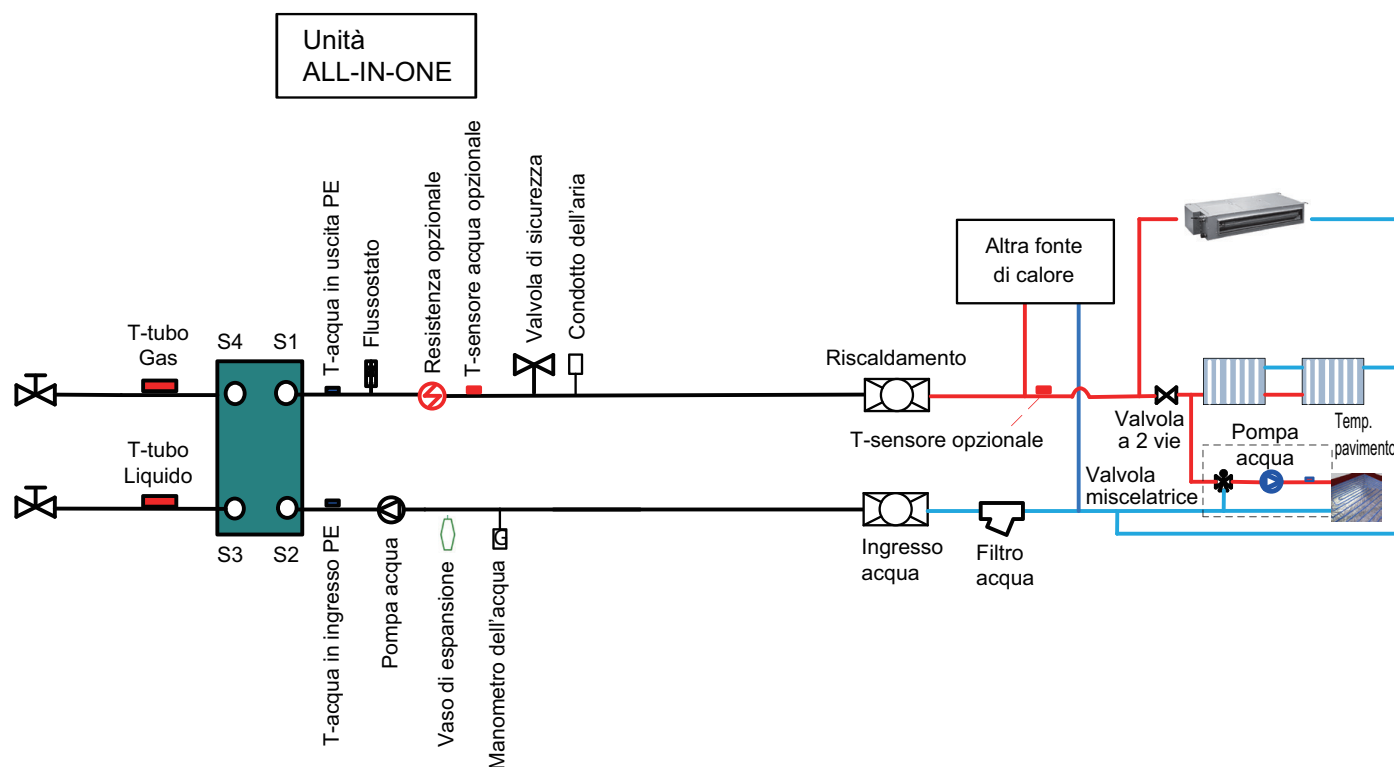 Unità
ALL-IN-ONE
T-acqua in uscita PE
Flussostato
Resistenza opzionale
T-sensore acqua opzionale
Valvola di sicurezza
Condotto dell'aria
Altra fonte
di calore
T-tubo
Gas
S4
S1
Riscaldamento
T-sensore opzionale
Valvola
a 2 vie
Pompa
acqua
Temp.
pavimento
T-tubo
Liquido
Valvola
miscelatrice
S3
S2
G
Ingresso
acqua
Filtro
acqua
T-acqua in ingresso PE
Pompa acqua
Vaso di espansione
Manometro dell'acqua